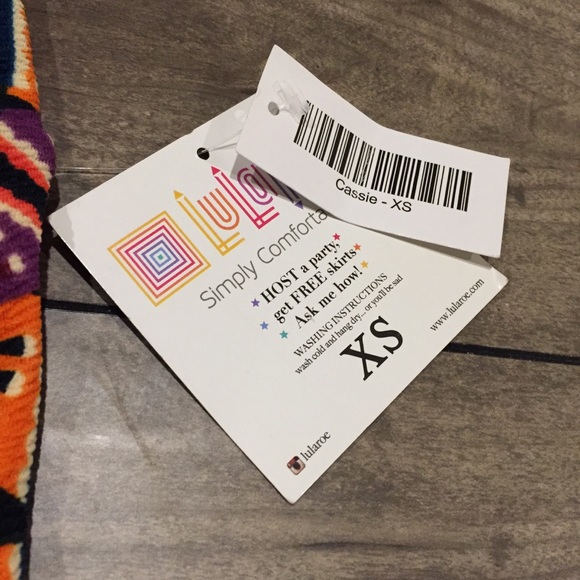 Cassie - XS
Simply Comforta
HOST a party,
get FREE skirts
Ask me how!
WASHING INSTRUCTIONS
wash cold and hang dry... or you'll be sad
XS
www.lularoe.com
lularoe